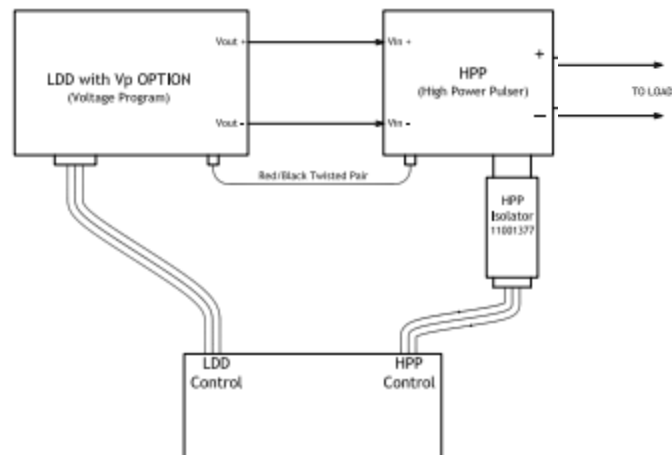 Vout +
Vin +
LDD with Vp OPTION
(Voltage Program)
HPP
(High Power Pulser)
+
TO LOAD
Vout -
Vin -
−
Red/Black Twisted Pair
HPP
Isolator
11001377
LDD
Control
HPP
Control